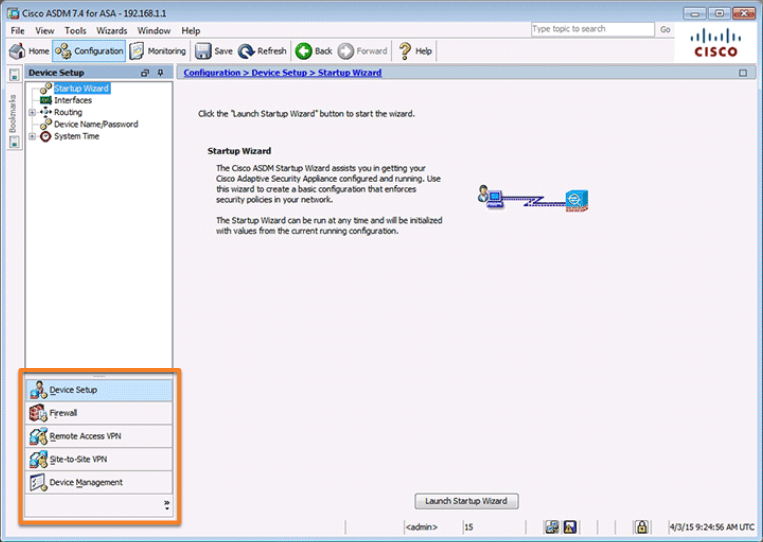 Cisco ASDM 7.4 for ASA - 192.168.1.1
File View Tools Wizards Window Help
Type topic to search
Go
Home Configuration Monitoring Save Refresh Back Forward Help
CISCO
Bookmarks
Device Setup
Startup Wizard
Interfaces
Routing
Device Name/Password
System Time
Configuration > Device Setup > Startup Wizard
Click the "Launch Startup Wizard" button to start the wizard.
Startup Wizard
The Cisco ASDM Startup Wizard assists you in getting your
Cisco Adaptive Security Appliance configured and running. Use
this wizard to create a basic configuration that enforces
security policies in your network.
The Startup Wizard can be run at any time and will be initialized
with values from the current running configuration.
Device Setup
Firewall
Remote Access VPN
Site-to-Site VPN
Device Management
Launch Startup Wizard
<admin> 15 4/3/15 9:24:56 AM UTC